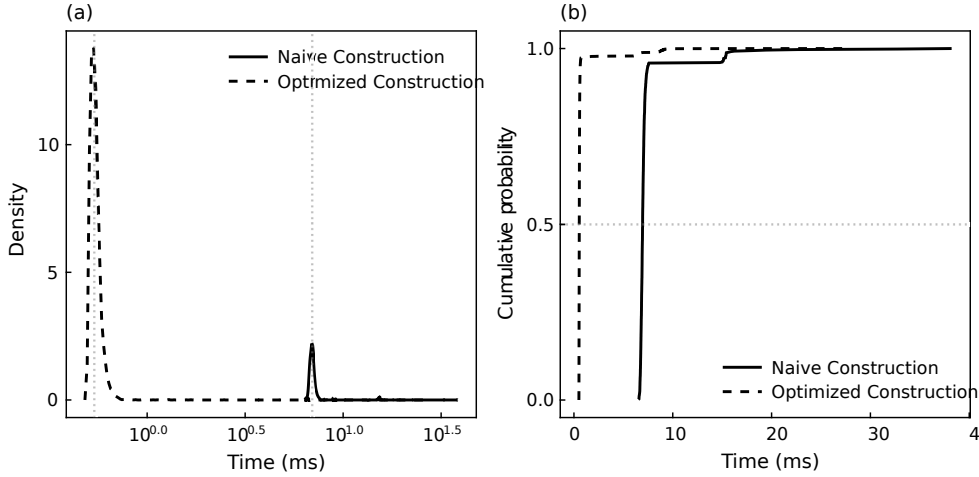 (a)
Naive Construction
Optimized Construction
10
5
0
Density
10^0.0
10^0.5
10^1.0
10^1.5
Time (ms)
(b)
1.0
0.5
0.0
Cumulative probability
Naive Construction
Optimized Construction
0
10
20
30
4
Time (ms)